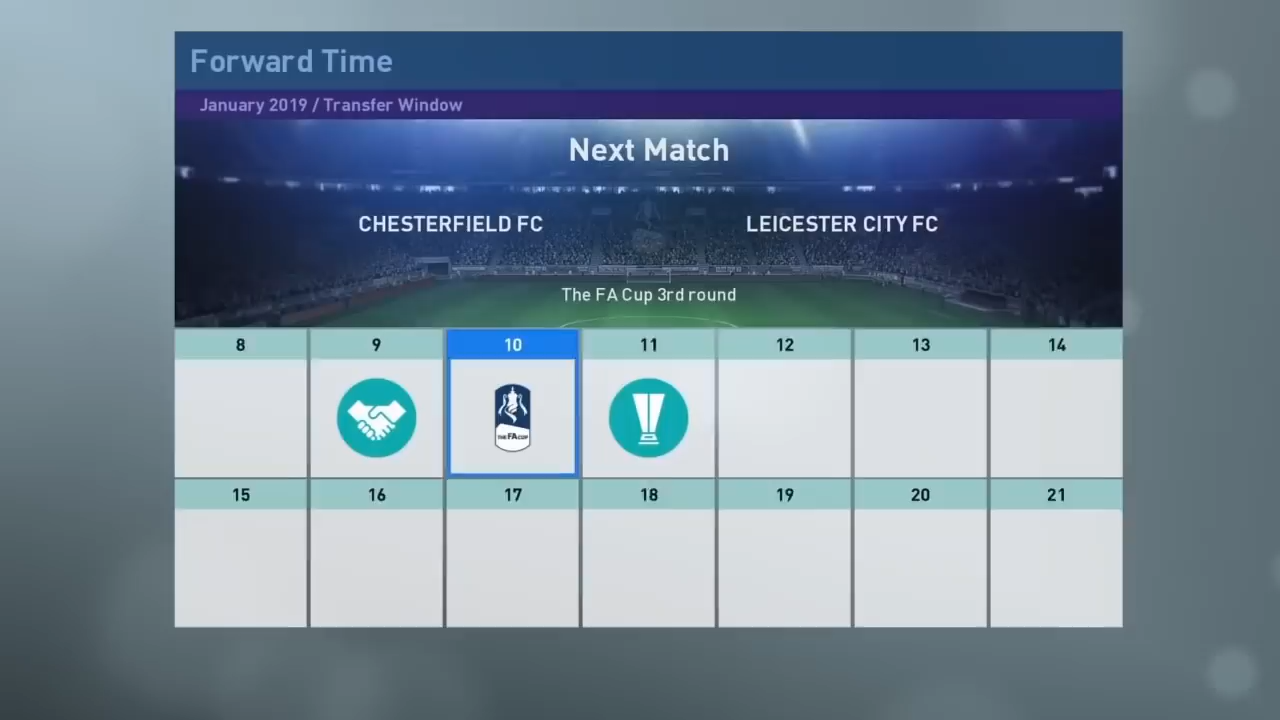 Forward Time
January 2019 / Transfer Window
Next Match
CHESTERFIELD FC LEICESTER CITY FC
The FA Cup 3rd round
8 9 10 11 12 13 14
THE FA CUP
15 16 17 18 19 20 21